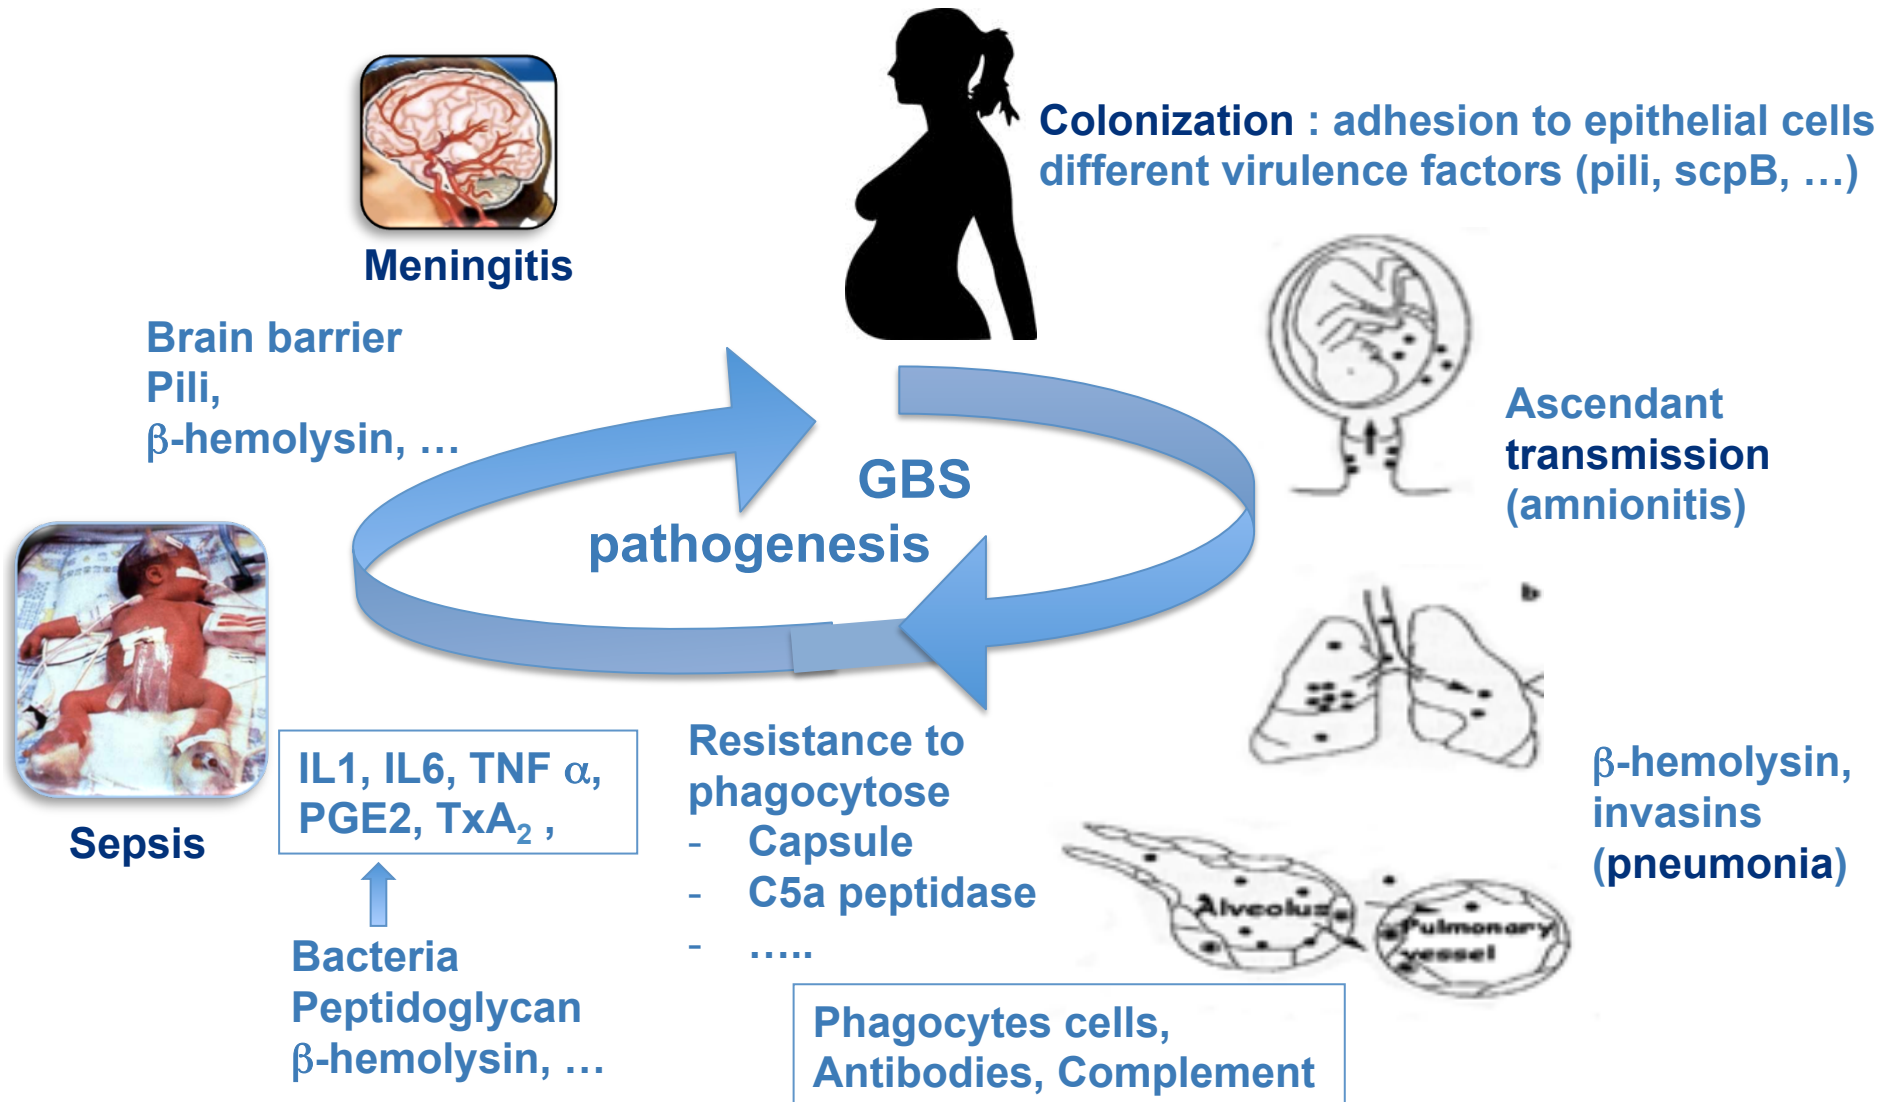 Colonization : adhesion to epithelial cells
different virulence factors (pili, scpB, …)
Meningitis
Brain barrier
Pili,
β-hemolysin, …
GBS
pathogenesis
Ascendant
transmission
(amnionitis)
b
β-hemolysin,
invasins
(pneumonia)
Alveolus
Pulmonary
vessel
Resistance to
phagocytose
- Capsule
- C5a peptidase
- …..
Phagocytes cells,
Antibodies, Complement
Sepsis
IL1, IL6, TNF α,
PGE2, TxA₂ ,
Bacteria
Peptidoglycan
β-hemolysin, …